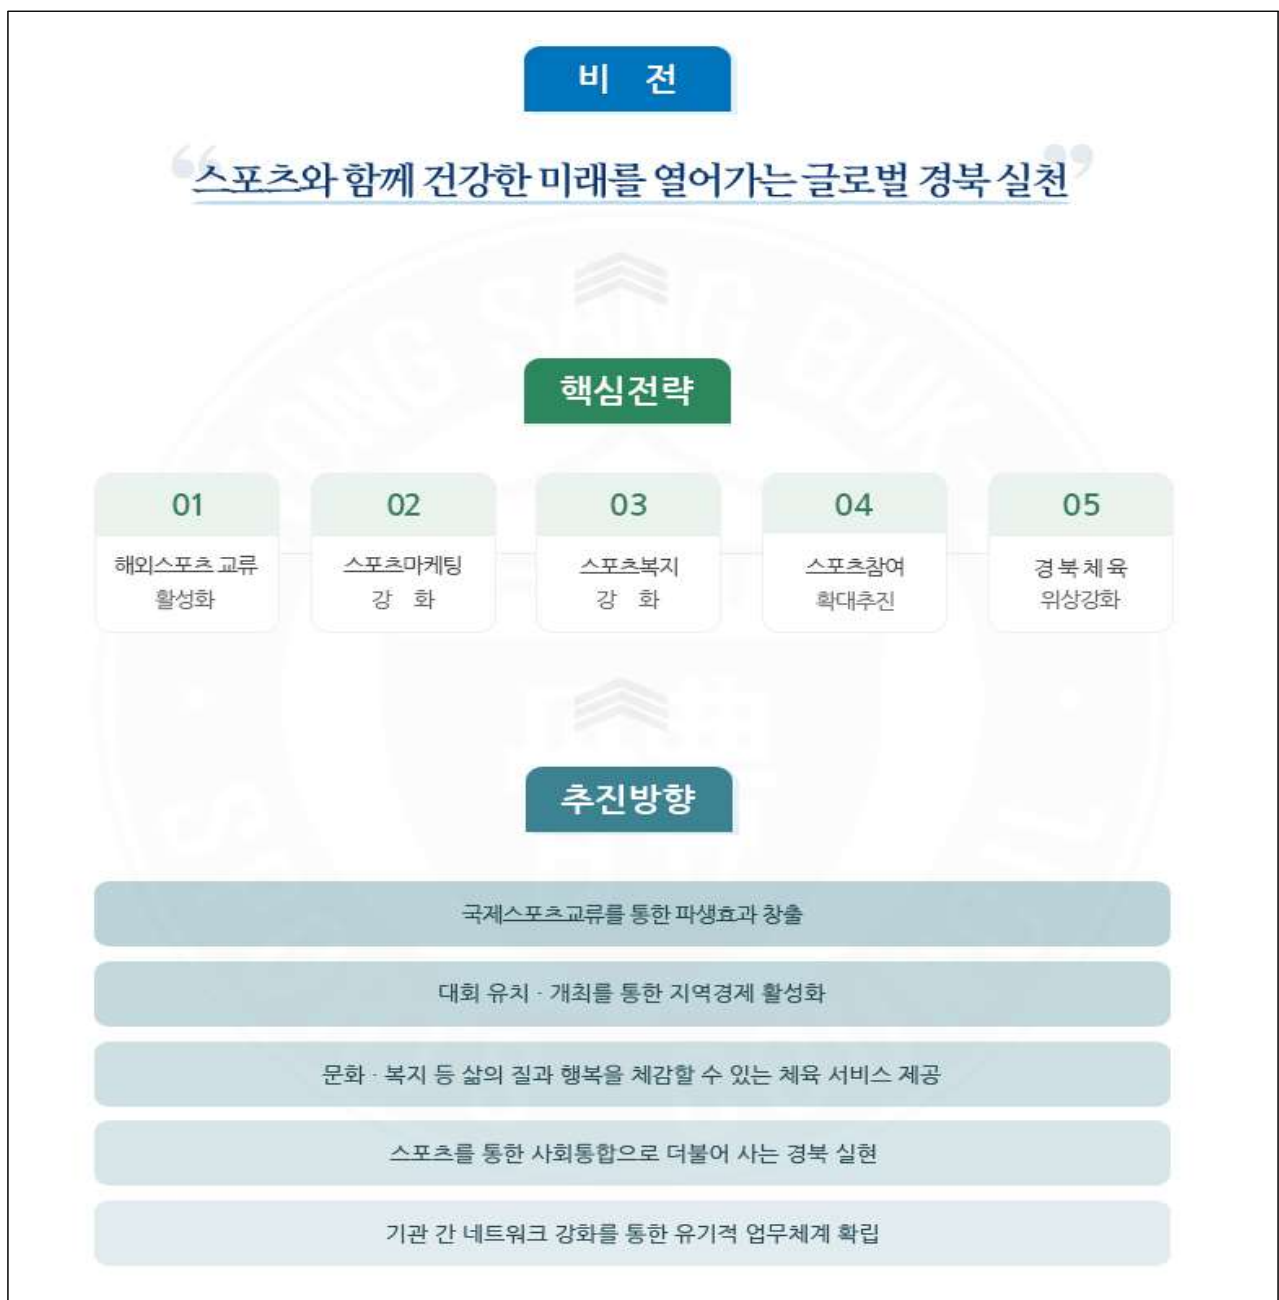 비 전
“스포츠와 함께 건강한 미래를 열어가는 글로벌 경북 실천”
핵심전략
01
해외스포츠 교류
활성화
02
스포츠마케팅
강 화
03
스포츠복지
강 화
04
스포츠참여
확대추진
05
경 북 체 육
위상강화
추진방향
국제스포츠교류를 통한 파생효과 창출
대회 유치 · 개최를 통한 지역경제 활성화
문화 · 복지 등 삶의 질과 행복을 체감할 수 있는 체육 서비스 제공
스포츠를 통한 사회통합으로 더불어 사는 경북 실현
기관 간 네트워크 강화를 통한 유기적 업무체계 확립